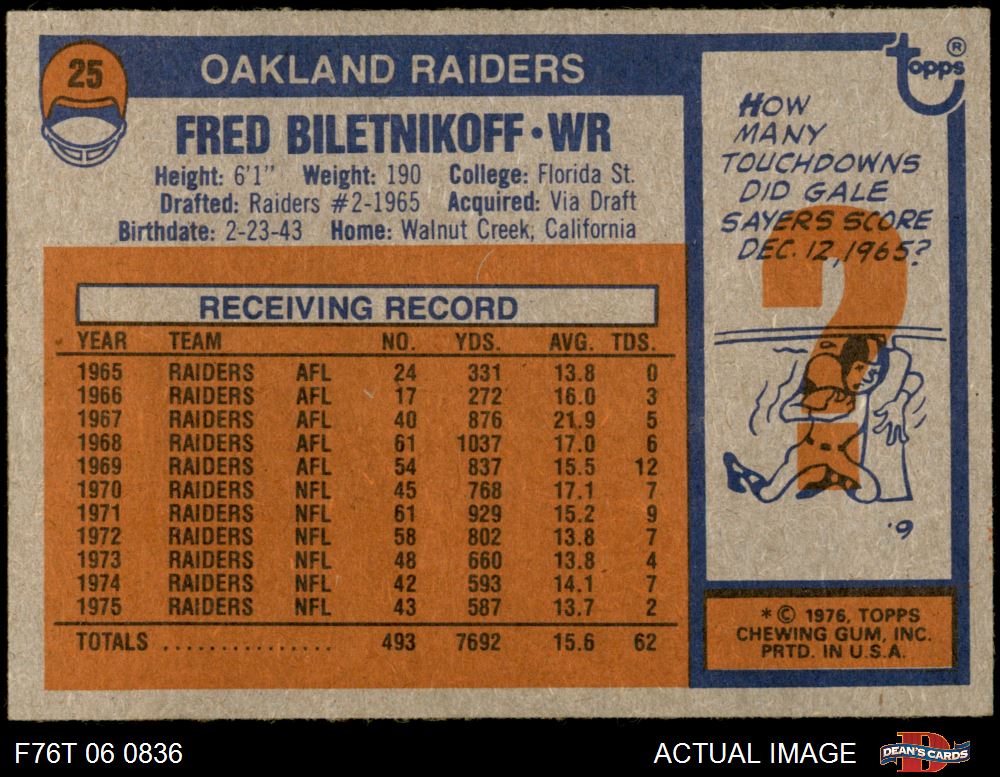 25
OAKLAND RAIDERS
FRED BILETNIKOFF • WR
Height: 6'1" Weight: 190 College: Florida St.
Drafted: Raiders #2-1965 Acquired: Via Draft
Birthdate: 2-23-43 Home: Walnut Creek, California
RECEIVING RECORD
YEAR TEAM NO. YDS. AVG. TDS.
1965 RAIDERS AFL 24 331 13.8 0
1966 RAIDERS AFL 17 272 16.0 3
1967 RAIDERS AFL 40 876 21.9 5
1968 RAIDERS AFL 61 1037 17.0 6
1969 RAIDERS AFL 54 837 15.5 12
1970 RAIDERS NFL 45 768 17.1 7
1971 RAIDERS NFL 61 929 15.2 9
1972 RAIDERS NFL 58 802 13.8 7
1973 RAIDERS NFL 48 660 13.8 4
1974 RAIDERS NFL 42 593 14.1 7
1975 RAIDERS NFL 43 587 13.7 2
TOTALS ............... 493 7692 15.6 62
topps ®
HOW
MANY
TOUCHDOWNS
DID GALE
SAYERS SCORE
DEC. 12, 1965?
?
6.
* © 1976, TOPPS
CHEWING GUM, INC.
PRTD. IN U.S.A.
F76T 06 0836
ACTUAL IMAGE
D
DEAN'S CARDS